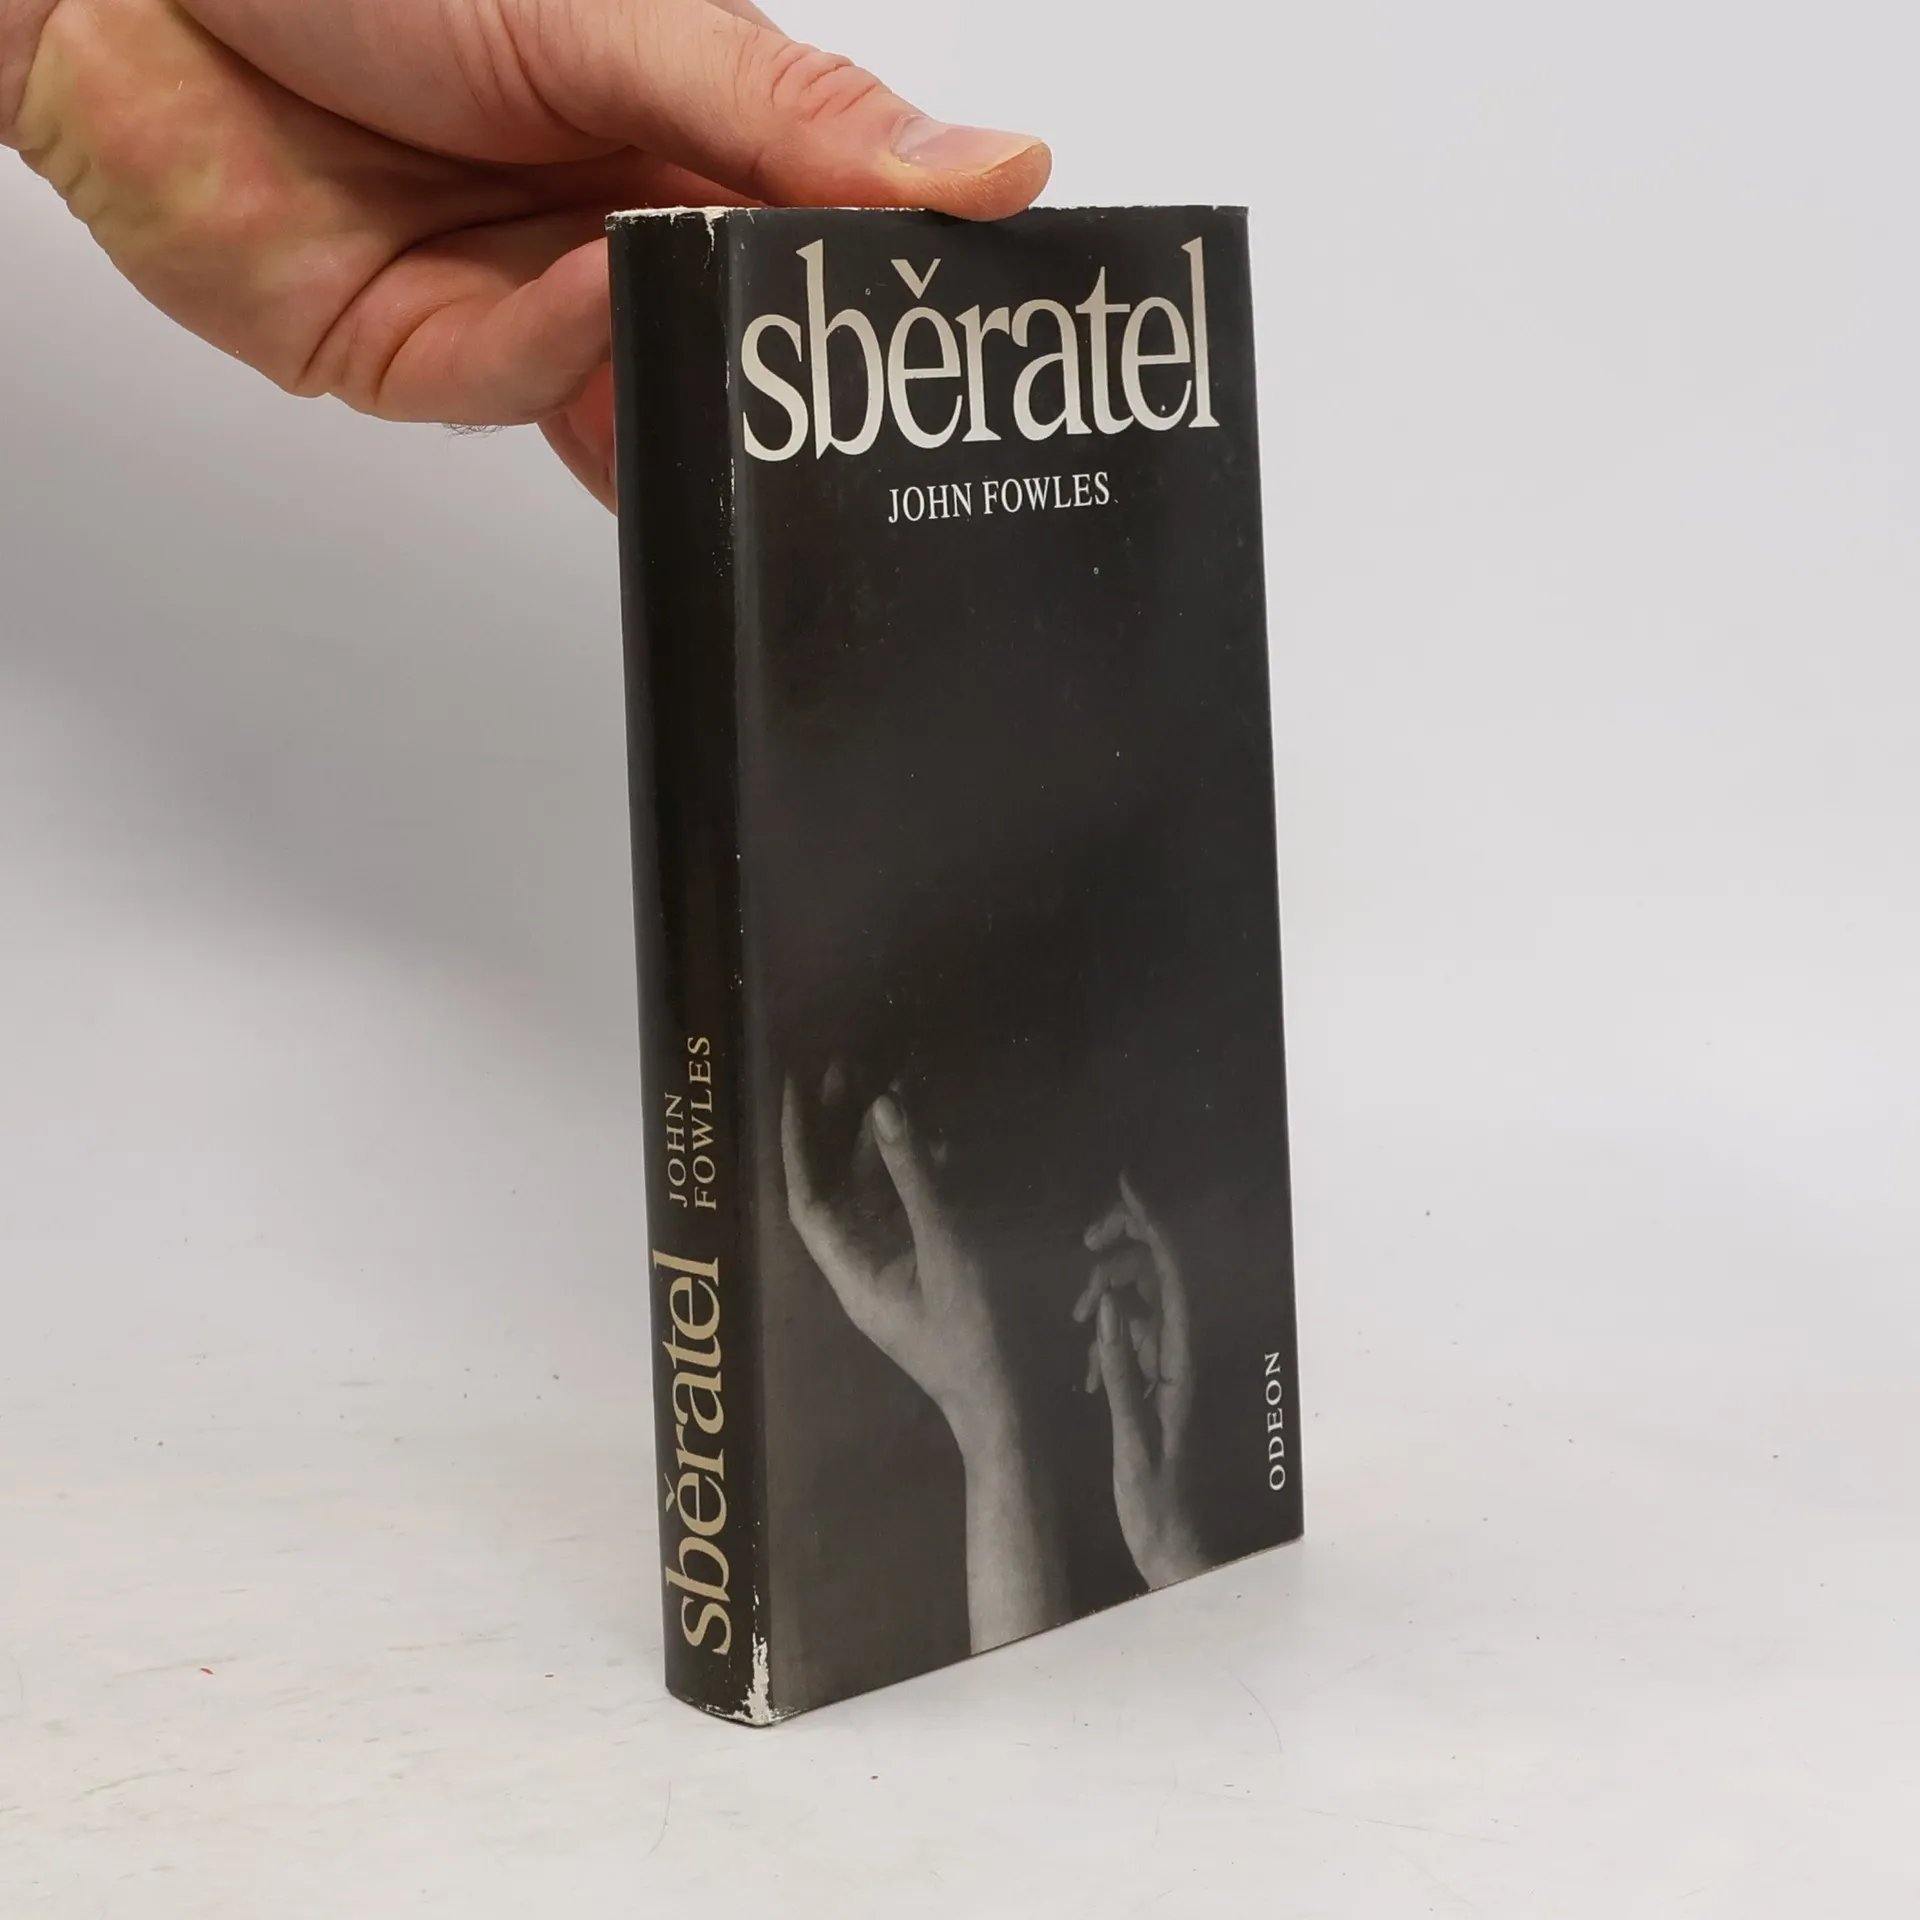 sběratel
JOHN FOWLES
ODEON
JOHN
FOWLES
sběratel